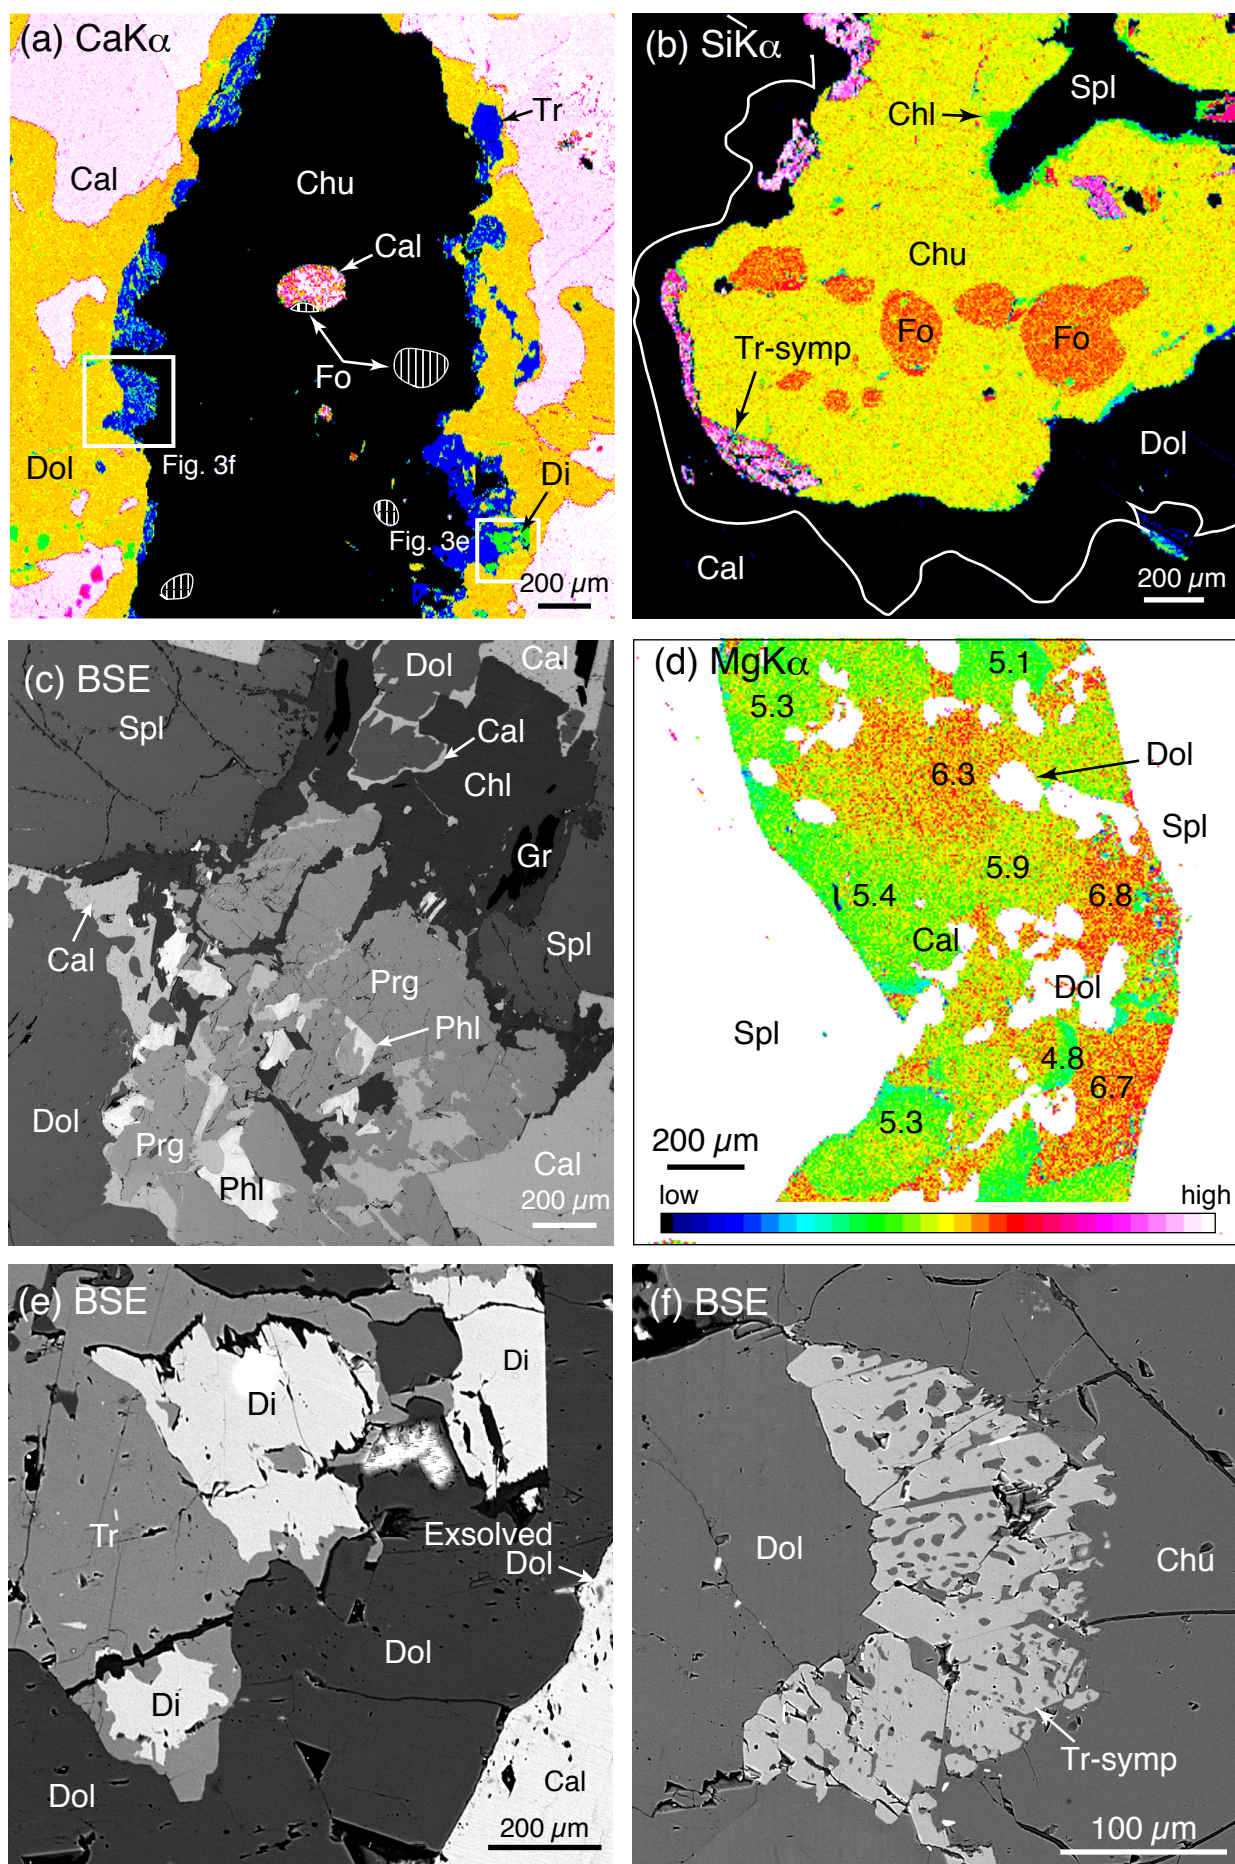 (a) CaKα
Tr
Cal
Chu
Cal
Fo
Fig. 3f
Dol
Di
Fig. 3e
200 µm
(b) SiKα
Spl
Chl
Chu
Fo
Fo
Tr-symp
Dol
Cal
200 µm
(c) BSE
Dol
Cal
Spl
Cal
Chl
Gr
Cal
Spl
Prg
Phl
Dol
Prg
Cal
Phl
200 µm
(d) MgKα
5.1
5.3
Dol
6.3
Spl
5.9
5.4
6.8
Cal
Dol
Spl
4.8
6.7
5.3
200 µm
low
high
(e) BSE
Di
Di
Tr
Exsolved
Dol
Dol
Di
Dol
Cal
200 µm
(f) BSE
Dol
Chu
Tr-symp
100 µm